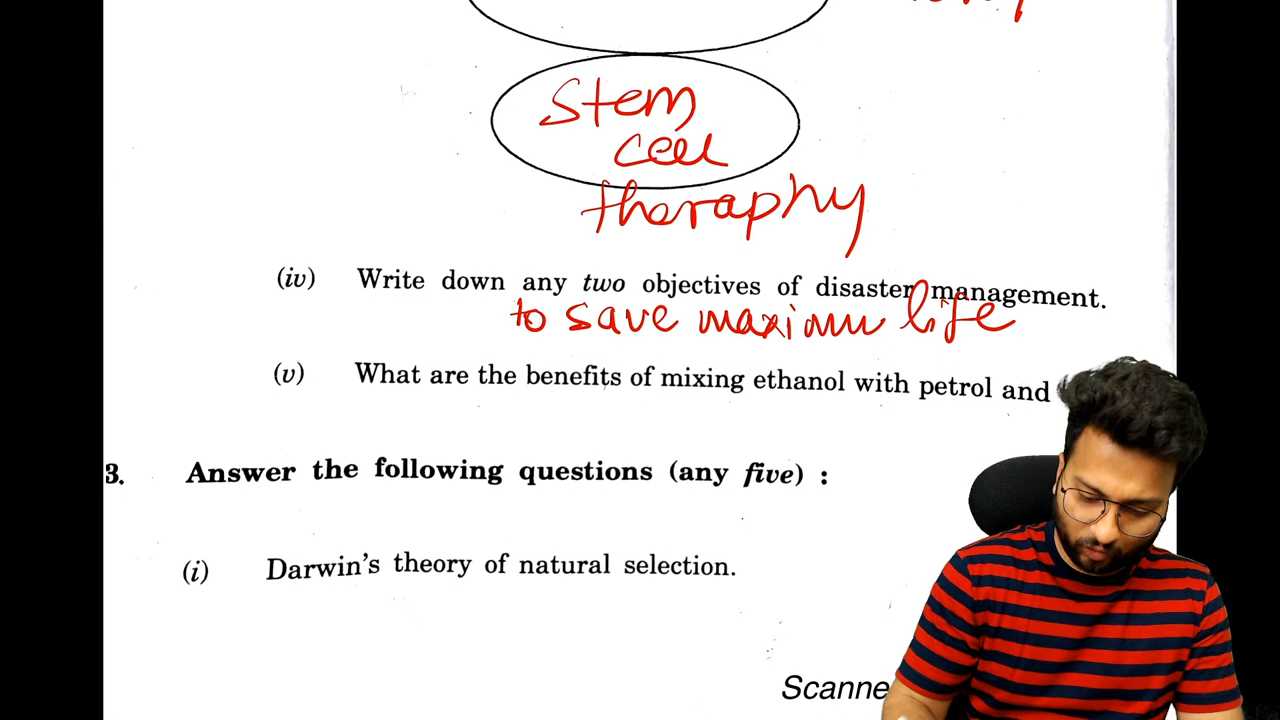 Stem
cell
theraphy
(iv) Write down any two objectives of disaster management.
to save maximu life
(v) What are the benefits of mixing ethanol with petrol and
3. Answer the following questions (any five) :
(i) Darwin's theory of natural selection.
Scanne